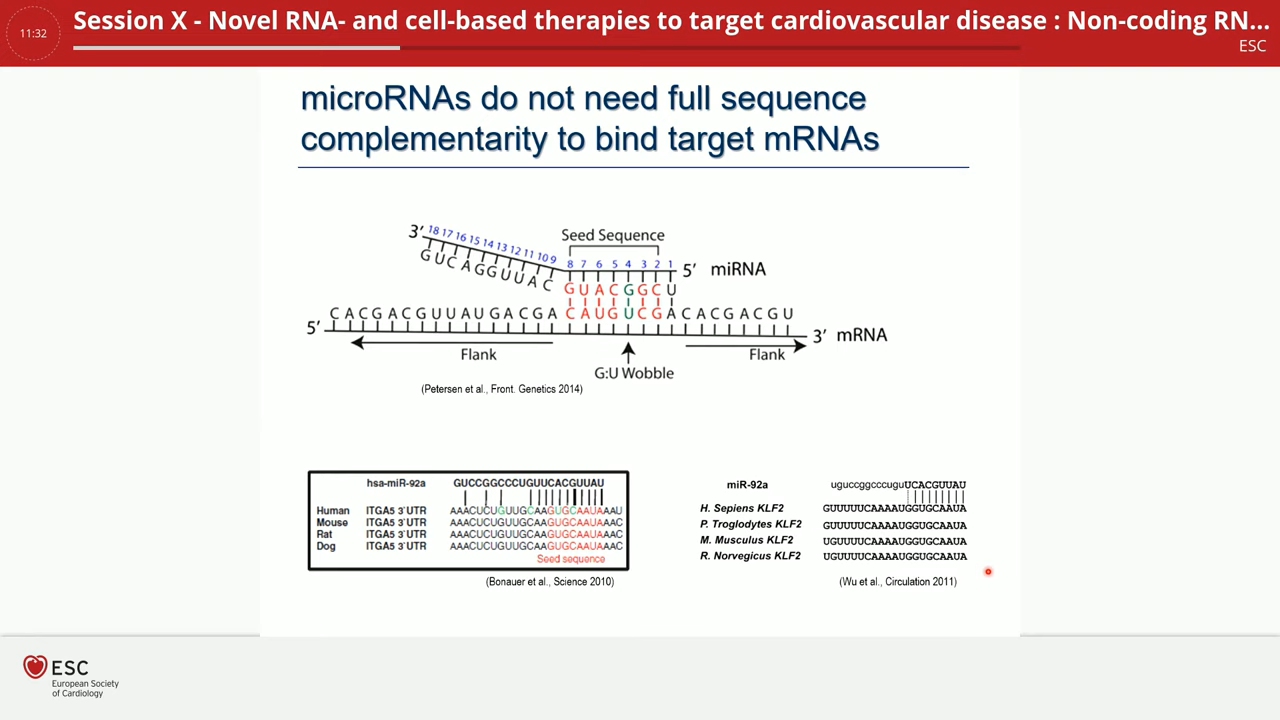 11:32
Session X - Novel RNA- and cell-based therapies to target cardiovascular disease : Non-coding RN...
ESC
microRNAs do not need full sequence
complementarity to bind target mRNAs
Seed Sequence
3' 18 17 16 15 14 13 12 11 10 9 8 7 6 5 4 3 2 1 5' miRNA
G U C A G G U U A C G U A C G G C U
5' C A C G A C G U U A U G A C G A C A U G U C G A C A C G A C G U 3' mRNA
Flank Flank
G:U Wobble
(Petersen et al., Front. Genetics 2014)
hsa-miR-92a GUCCGGCCCUGUUCACGUUAU
Human ITGA5 3'UTR AAACUCUGUUGCAAGUGCAAUAAAU
Mouse ITGA5 3'UTR AAACUCUGUUGCAAGUGCAAUAAAC
Rat ITGA5 3'UTR AAACUCUGUUGCAAGUGCAAUAAAC
Dog ITGA5 3'UTR AAACUCUGUUGCAAGUGCAAUAAAC
Seed sequence
(Bonauer et al., Science 2010)
miR-92a uguccggcccuguUCACGUUAU
H. Sepiens KLF2 GUUUUUCAAAAUGGUGCAAUA
P. Troglodytes KLF2 GUUUUUCAAAAUGGUGCAAUA
M. Musculus KLF2 UGUUUUCAAAAUGGUGCAAUA
R. Norvegicus KLF2 UGUUUUCAAAAUGGUGCAAUA
(Wu et al., Circulation 2011)
ESC
European Society
of Cardiology